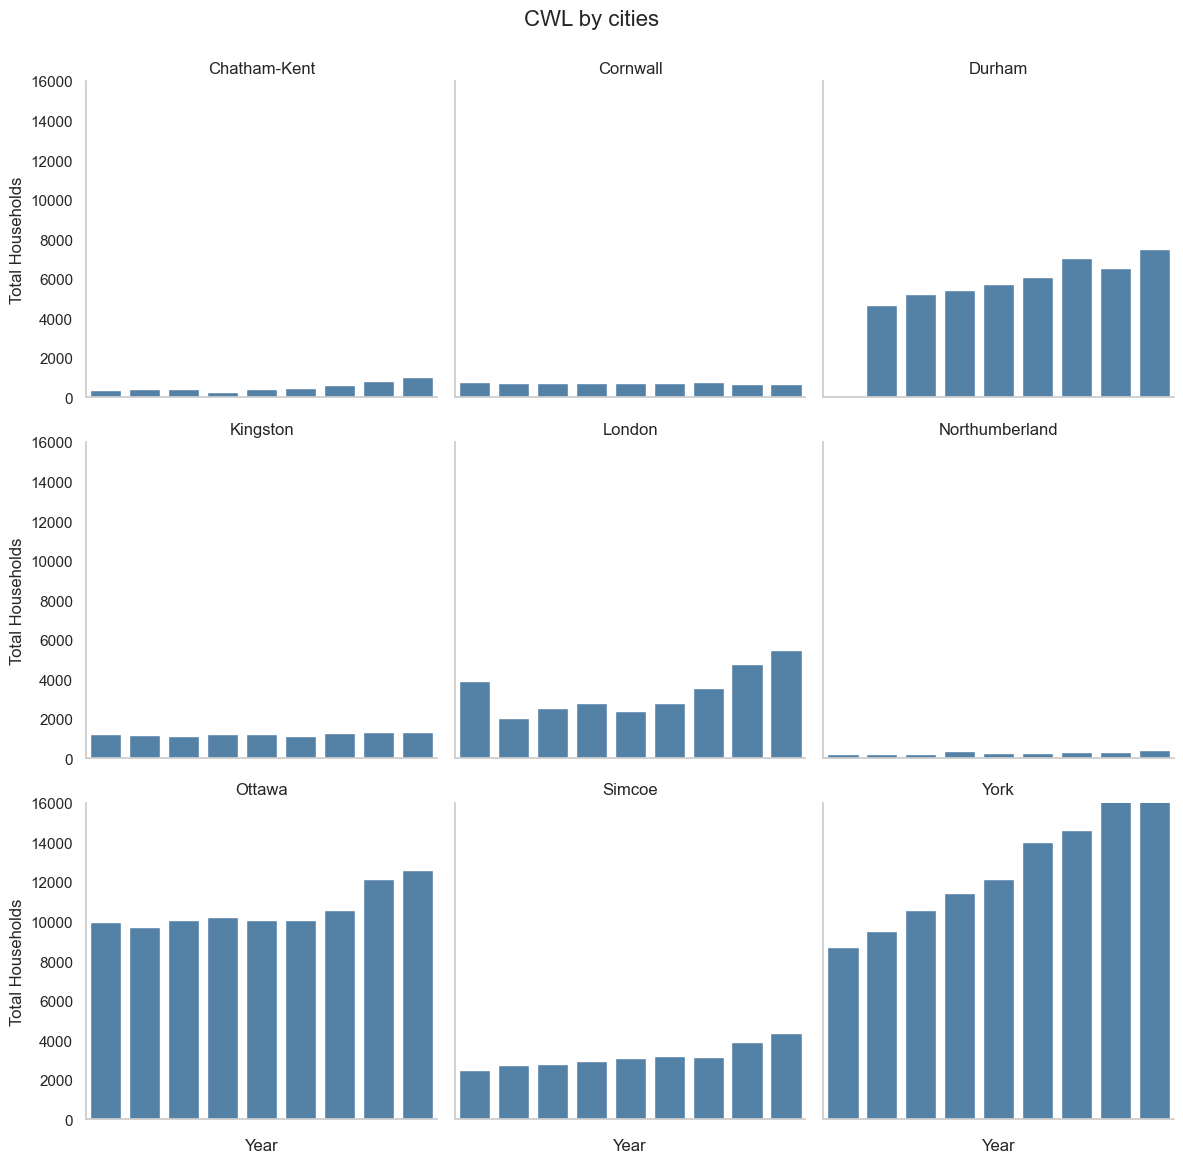 CWL by cities
Chatham-Kent
Cornwall
Durham
16000
14000
12000
10000
8000
6000
4000
2000
0
Total Households
Kingston
London
Northumberland
16000
14000
12000
10000
8000
6000
4000
2000
0
Total Households
Ottawa
Simcoe
York
16000
14000
12000
10000
8000
6000
4000
2000
0
Total Households
Year
Year
Year